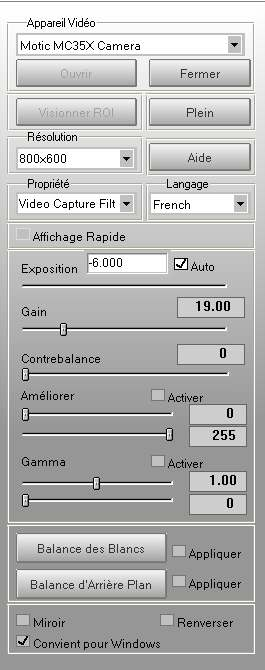 Appareil Vidéo
Motic MC35X Camera
Ouvrir Fermer
Visionner ROI Plein
Résolution
800x600 Aide
Propriété Langage
Video Capture Filt French
Affichage Rapide
Exposition -6.000 Auto
Gain 19.00
Contrebalance 0
Améliorer Activer
0
255
Gamma Activer
1.00
0
Balance des Blancs Appliquer
Balance d'Arrière Plan Appliquer
Miroir Renverser
Convient pour Windows